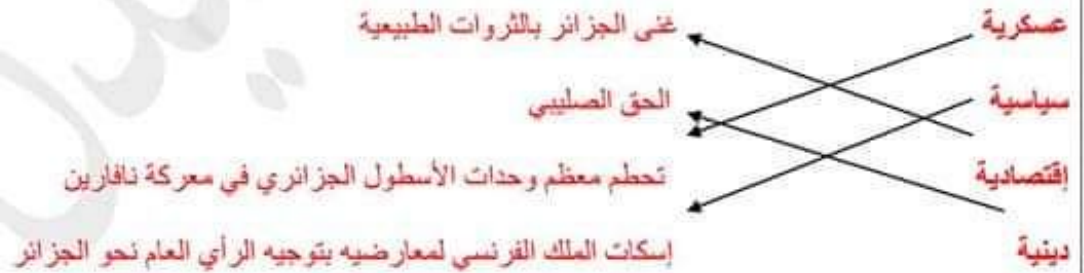 عسكرية غنى الجزائر بالثروات الطبيعية
سياسية الحق الصليبي
إقتصادية تحطم معظم وحدات الأسطول الجزائري في معركة نافارين
دينية إسكات الملك الفرنسي لمعارضيه بتوجيه الرأي العام نحو الجزائر